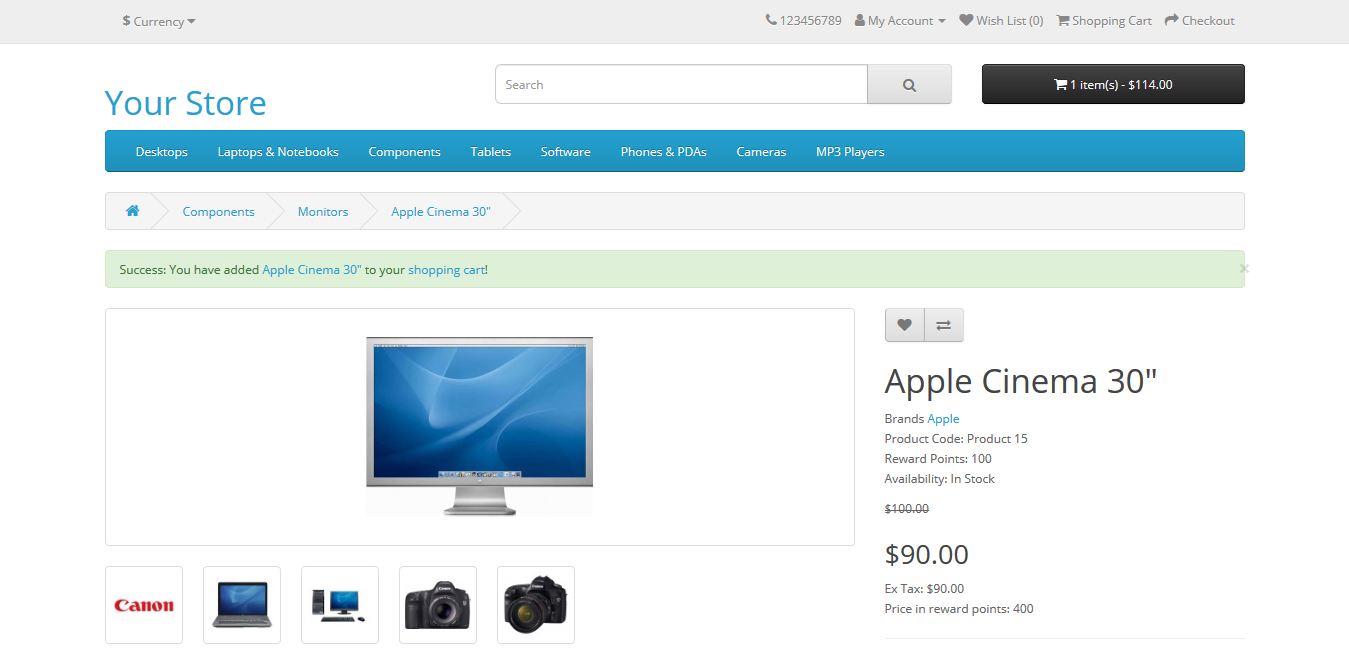 $ Currency
123456789 My Account Wish List (0) Shopping Cart Checkout
Your Store
Search
1 item(s) - $114.00
Desktops Laptops & Notebooks Components Tablets Software Phones & PDAs Cameras MP3 Players
Components Monitors Apple Cinema 30"
Success: You have added Apple Cinema 30" to your shopping cart!
×
Apple Cinema 30"
Brands Apple
Product Code: Product 15
Reward Points: 100
Availability: In Stock
$100.00
$90.00
Ex Tax: $90.00
Price in reward points: 400
Canon